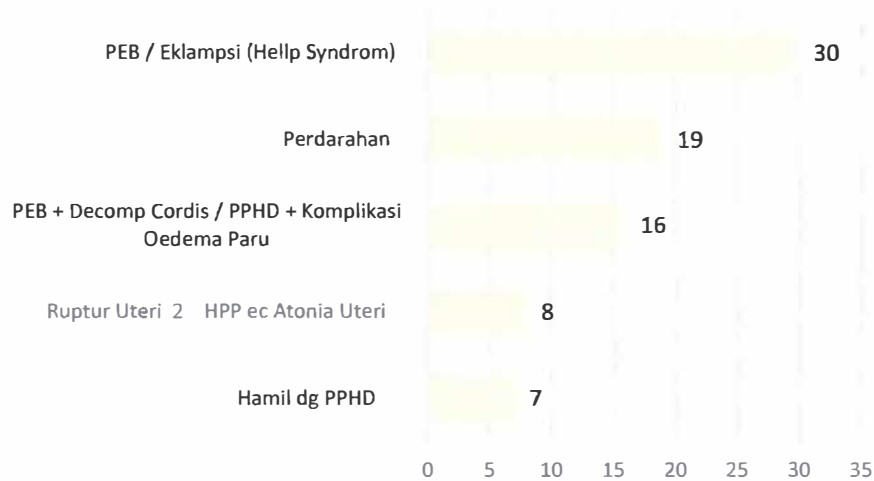 PEB / Eklampsi (Hellp Syndrom) 30
Perdarahan 19
PEB + Decomp Cordis / PPHD + Komplikasi
Oedema Paru 16
Ruptur Uteri 2 HPP ec Atonia Uteri 8
Hamil dg PPHD 7
0 5 10 15 20 25 30 35